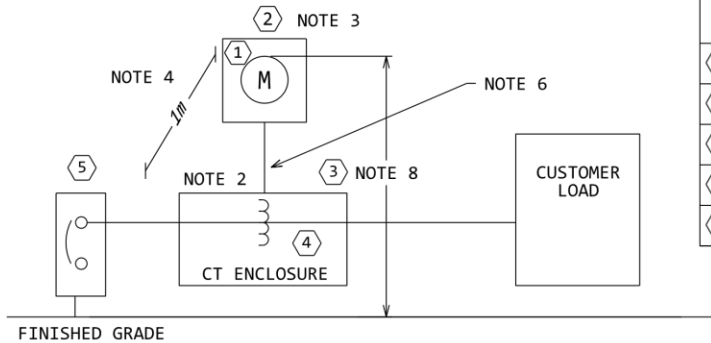 2 NOTE 3
1
NOTE 4
M
1m
NOTE 6
5
NOTE 2
3 NOTE 8
CUSTOMER
LOAD
4
CT ENCLOSURE
FINISHED GRADE